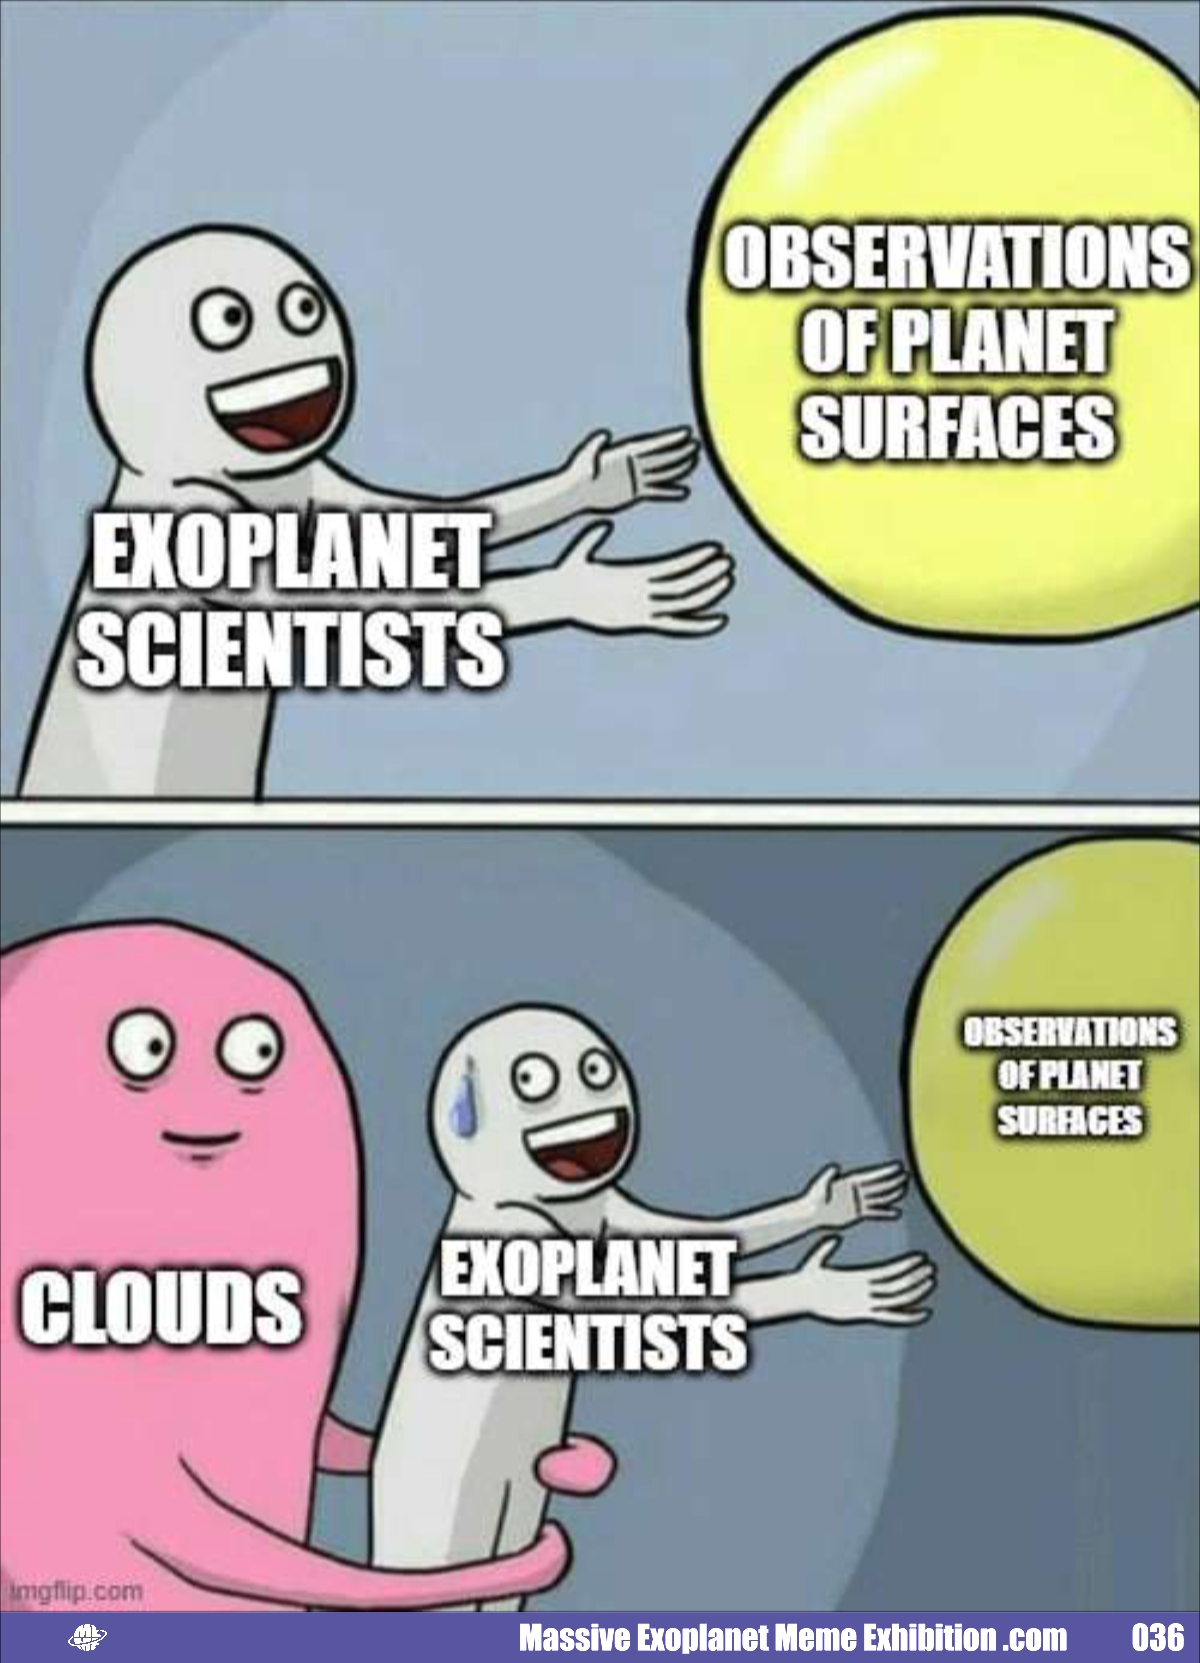 OBSERVATIONS
OF PLANET
SURFACES
EXOPLANET
SCIENTISTS
OBSERVATIONS
OF PLANET
SURFACES
EXOPLANET
SCIENTISTS
CLOUDS
imgflip.com
Massive Exoplanet Meme Exhibition .com 036